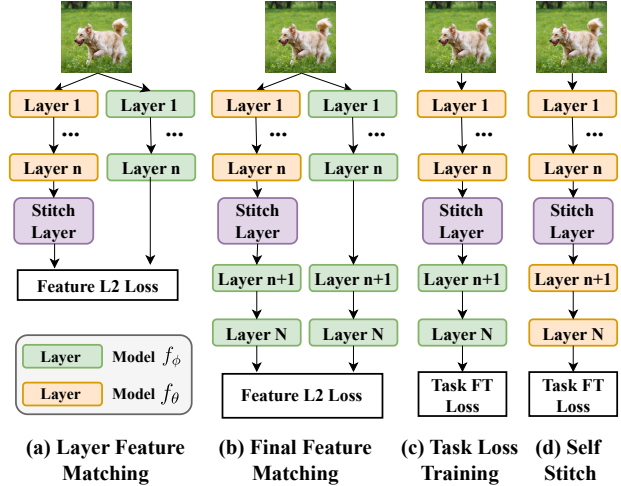 Layer 1
Layer 1
...
...
Layer n
Layer n
Stitch
Layer
Feature L2 Loss
Layer Model f_ϕ
Layer Model f_θ
(a) Layer Feature
Matching
Layer 1
Layer 1
...
...
Layer n
Layer n
Stitch
Layer
Layer n+1
Layer n+1
Layer N
Layer N
Feature L2 Loss
(b) Final Feature
Matching
Layer 1
...
Layer n
Stitch
Layer
Layer n+1
Layer N
Task FT
Loss
(c) Task Loss
Training
Layer 1
...
Layer n
Stitch
Layer
Layer n+1
Layer N
Task FT
Loss
(d) Self
Stitch